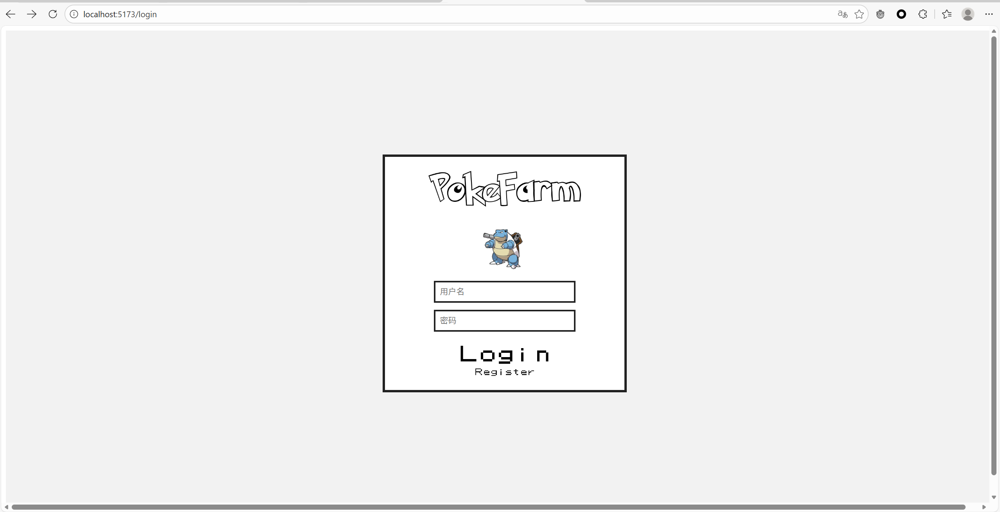 localhost:5173/login
PokeFarm
用户名
密码
Login
Register